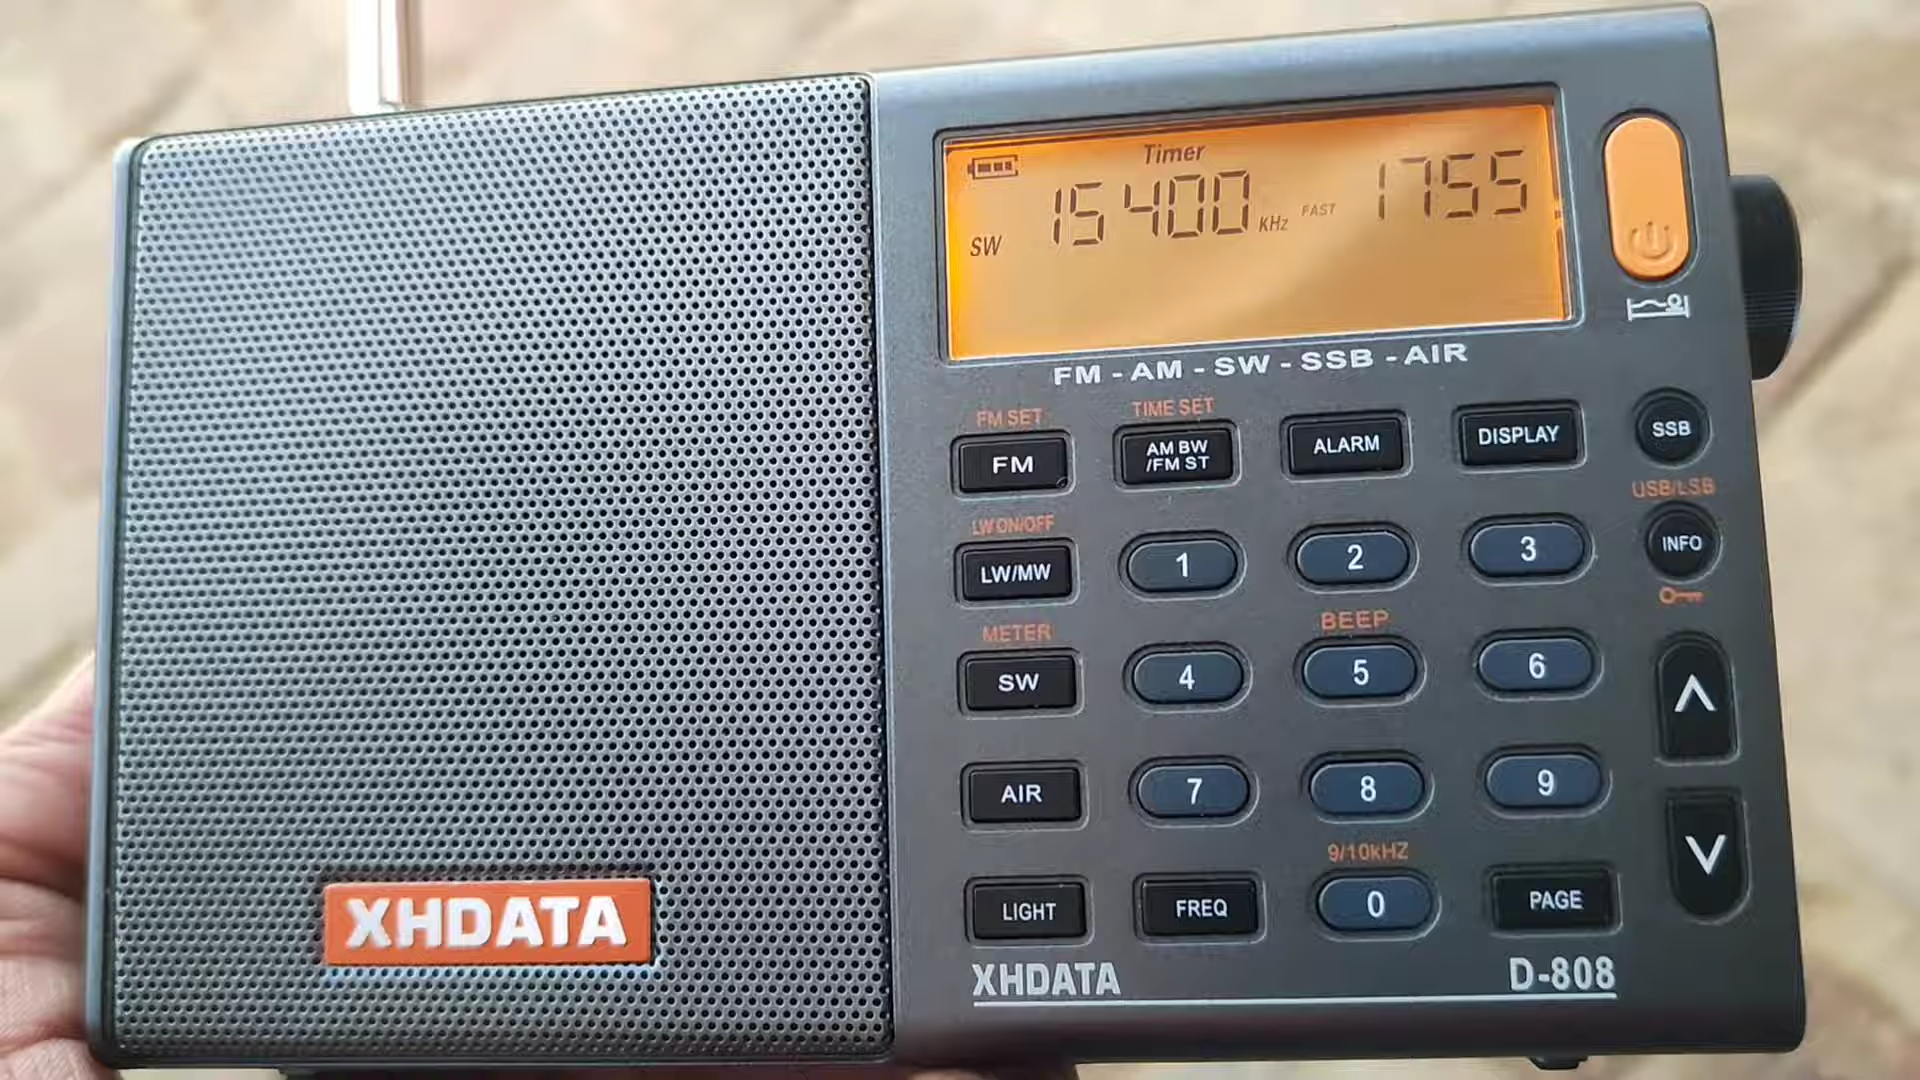 Timer
SW 15400 kHz FAST 1755
FM - AM - SW - SSB - AIR
FM SET TIME SET
FM AM BW ALARM DISPLAY SSB
/FM ST
USB/LSB
LW ON/OFF
LW/MW 1 2 3 INFO
METER BEEP
SW 4 5 6
AIR 7 8 9
9/10kHZ
LIGHT FREQ 0 PAGE
XHDATA
XHDATA D-808